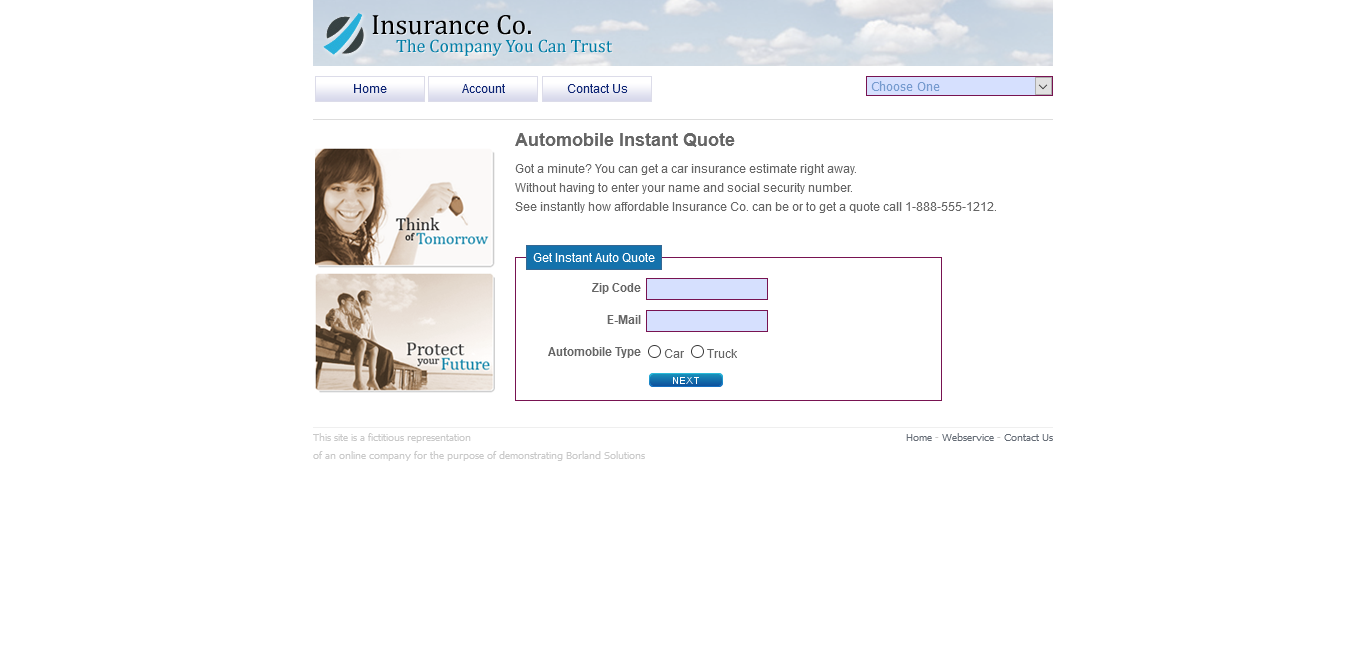 Insurance Co.
The Company You Can Trust
Home
Account
Contact Us
Choose One
Automobile Instant Quote
Got a minute? You can get a car insurance estimate right away.
Without having to enter your name and social security number.
See instantly how affordable Insurance Co. can be or to get a quote call 1-888-555-1212.
Think
of Tomorrow
Protect
your Future
Get Instant Auto Quote
Zip Code
E-Mail
Automobile Type Car Truck
NEXT
This site is a fictitious representation
of an online company for the purpose of demonstrating Borland Solutions
Home - Webservice - Contact Us